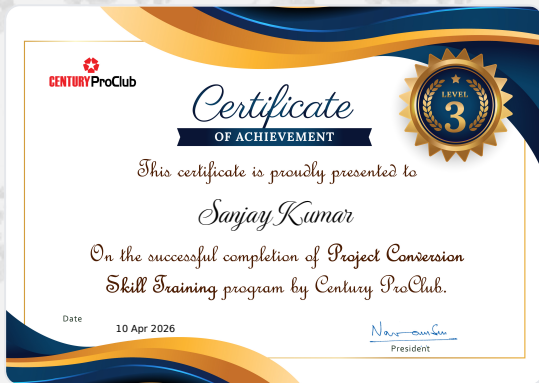 CENTURY ProClub
LEVEL
3
Certificate
OF ACHIEVEMENT
This certificate is proudly presented to
Sanjay Kumar
On the successful completion of Project Conversion
Skill Training program by Century ProClub.
Date
10 Apr 2026
President